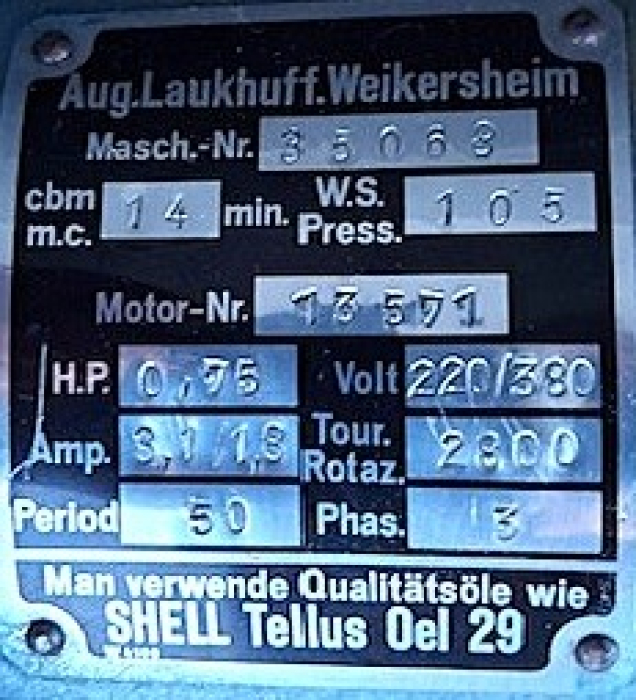 Aug.Laukhuff.Weikersheim
Masch.-Nr. 35063
cbm m.c. 14 min. W.S. Press. 105
Motor-Nr. 13571
H.P. 0,75 Volt 220/380
Amp. 3,1/1,8 Tour. Rotaz. 2800
Period 50 Phas. 3
Man verwende Qualitätsöle wie
SHELL Tellus Oel 29